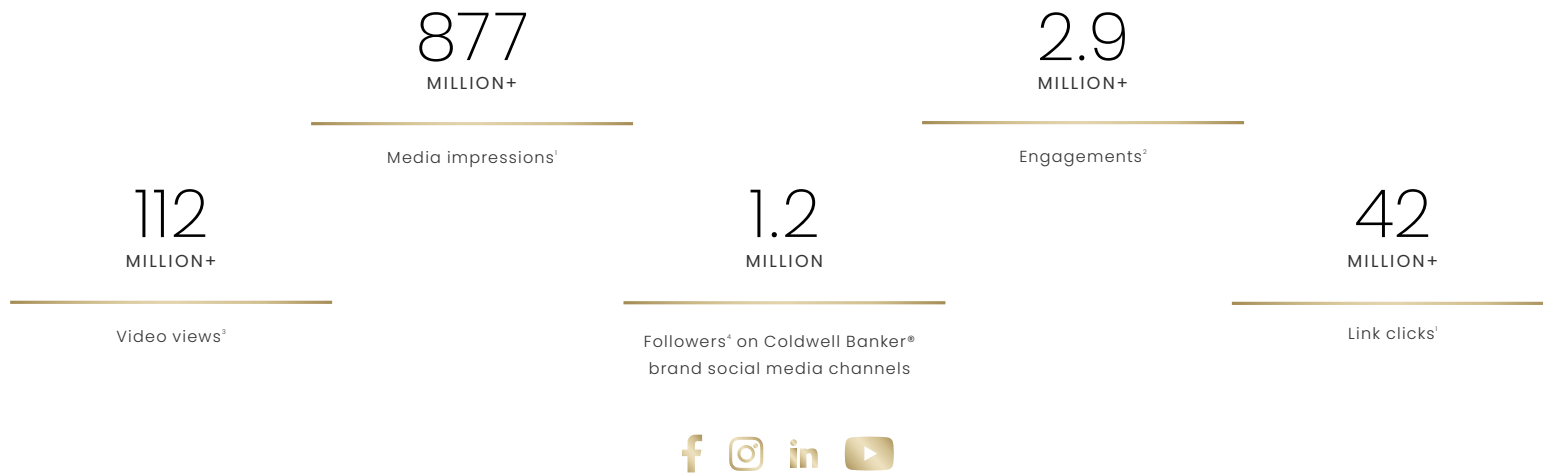 877
MILLION+
Media impressions¹
2.9
MILLION+
Engagements²
112
MILLION+
Video views³
1.2
MILLION
Followers⁴ on Coldwell Banker®
brand social media channels
42
MILLION+
Link clicks¹
f
in